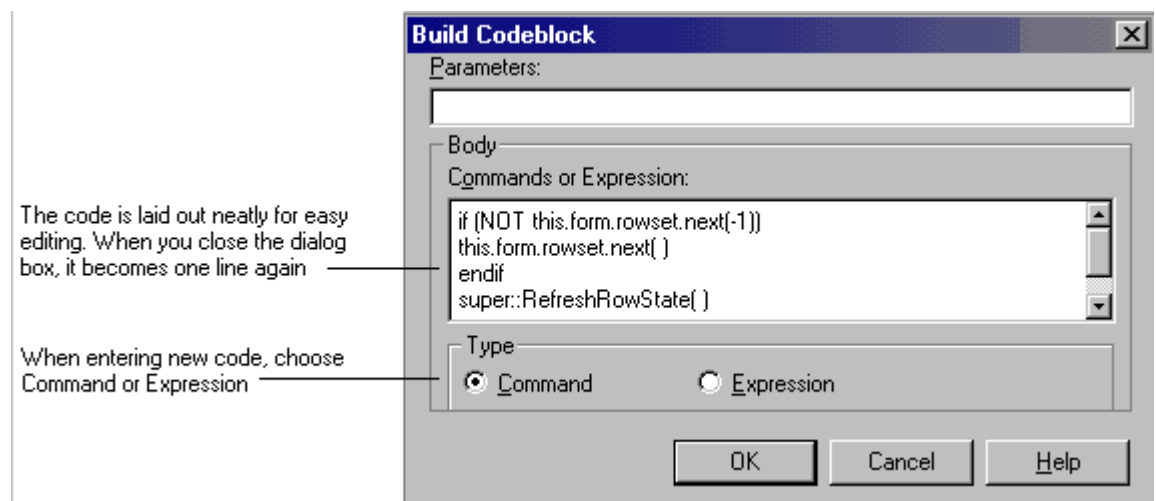 Build Codeblock
Parameters:
Body
Commands or Expression:
if (NOT this.form.rowset.next(-1))
this.form.rowset.next( )
endif
super::RefreshRowState( )
The code is laid out neatly for easy
editing. When you close the dialog
box, it becomes one line again
Type
When entering new code, choose
Command or Expression
Command
Expression
OK
Cancel
Help